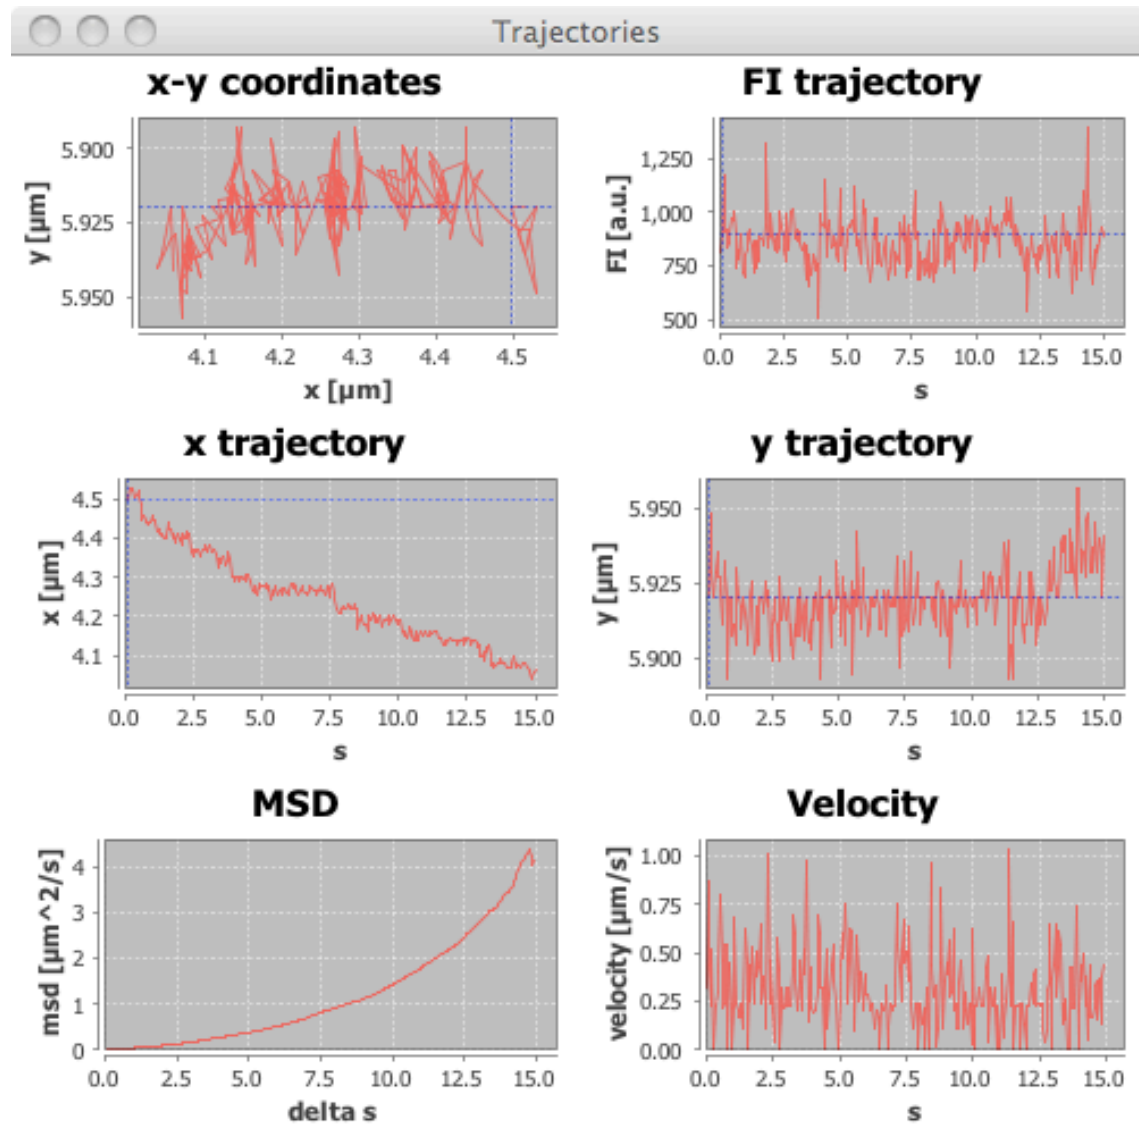 Trajectories
x-y coordinates
y [µm]
5.900
5.925
5.950
4.1 4.2 4.3 4.4 4.5
x [µm]
FI trajectory
FI [a.u.]
1,250
1,000
750
500
0.0 2.5 5.0 7.5 10.0 12.5 15.0
s
x trajectory
x [µm]
4.5
4.4
4.3
4.2
4.1
0.0 2.5 5.0 7.5 10.0 12.5 15.0
s
y trajectory
y [µm]
5.950
5.925
5.900
0.0 2.5 5.0 7.5 10.0 12.5 15.0
s
MSD
msd [µm^2/s]
4
3
2
1
0
0.0 2.5 5.0 7.5 10.0 12.5 15.0
delta s
Velocity
velocity [µm/s]
1.00
0.75
0.50
0.25
0.00
0.0 2.5 5.0 7.5 10.0 12.5 15.0
s